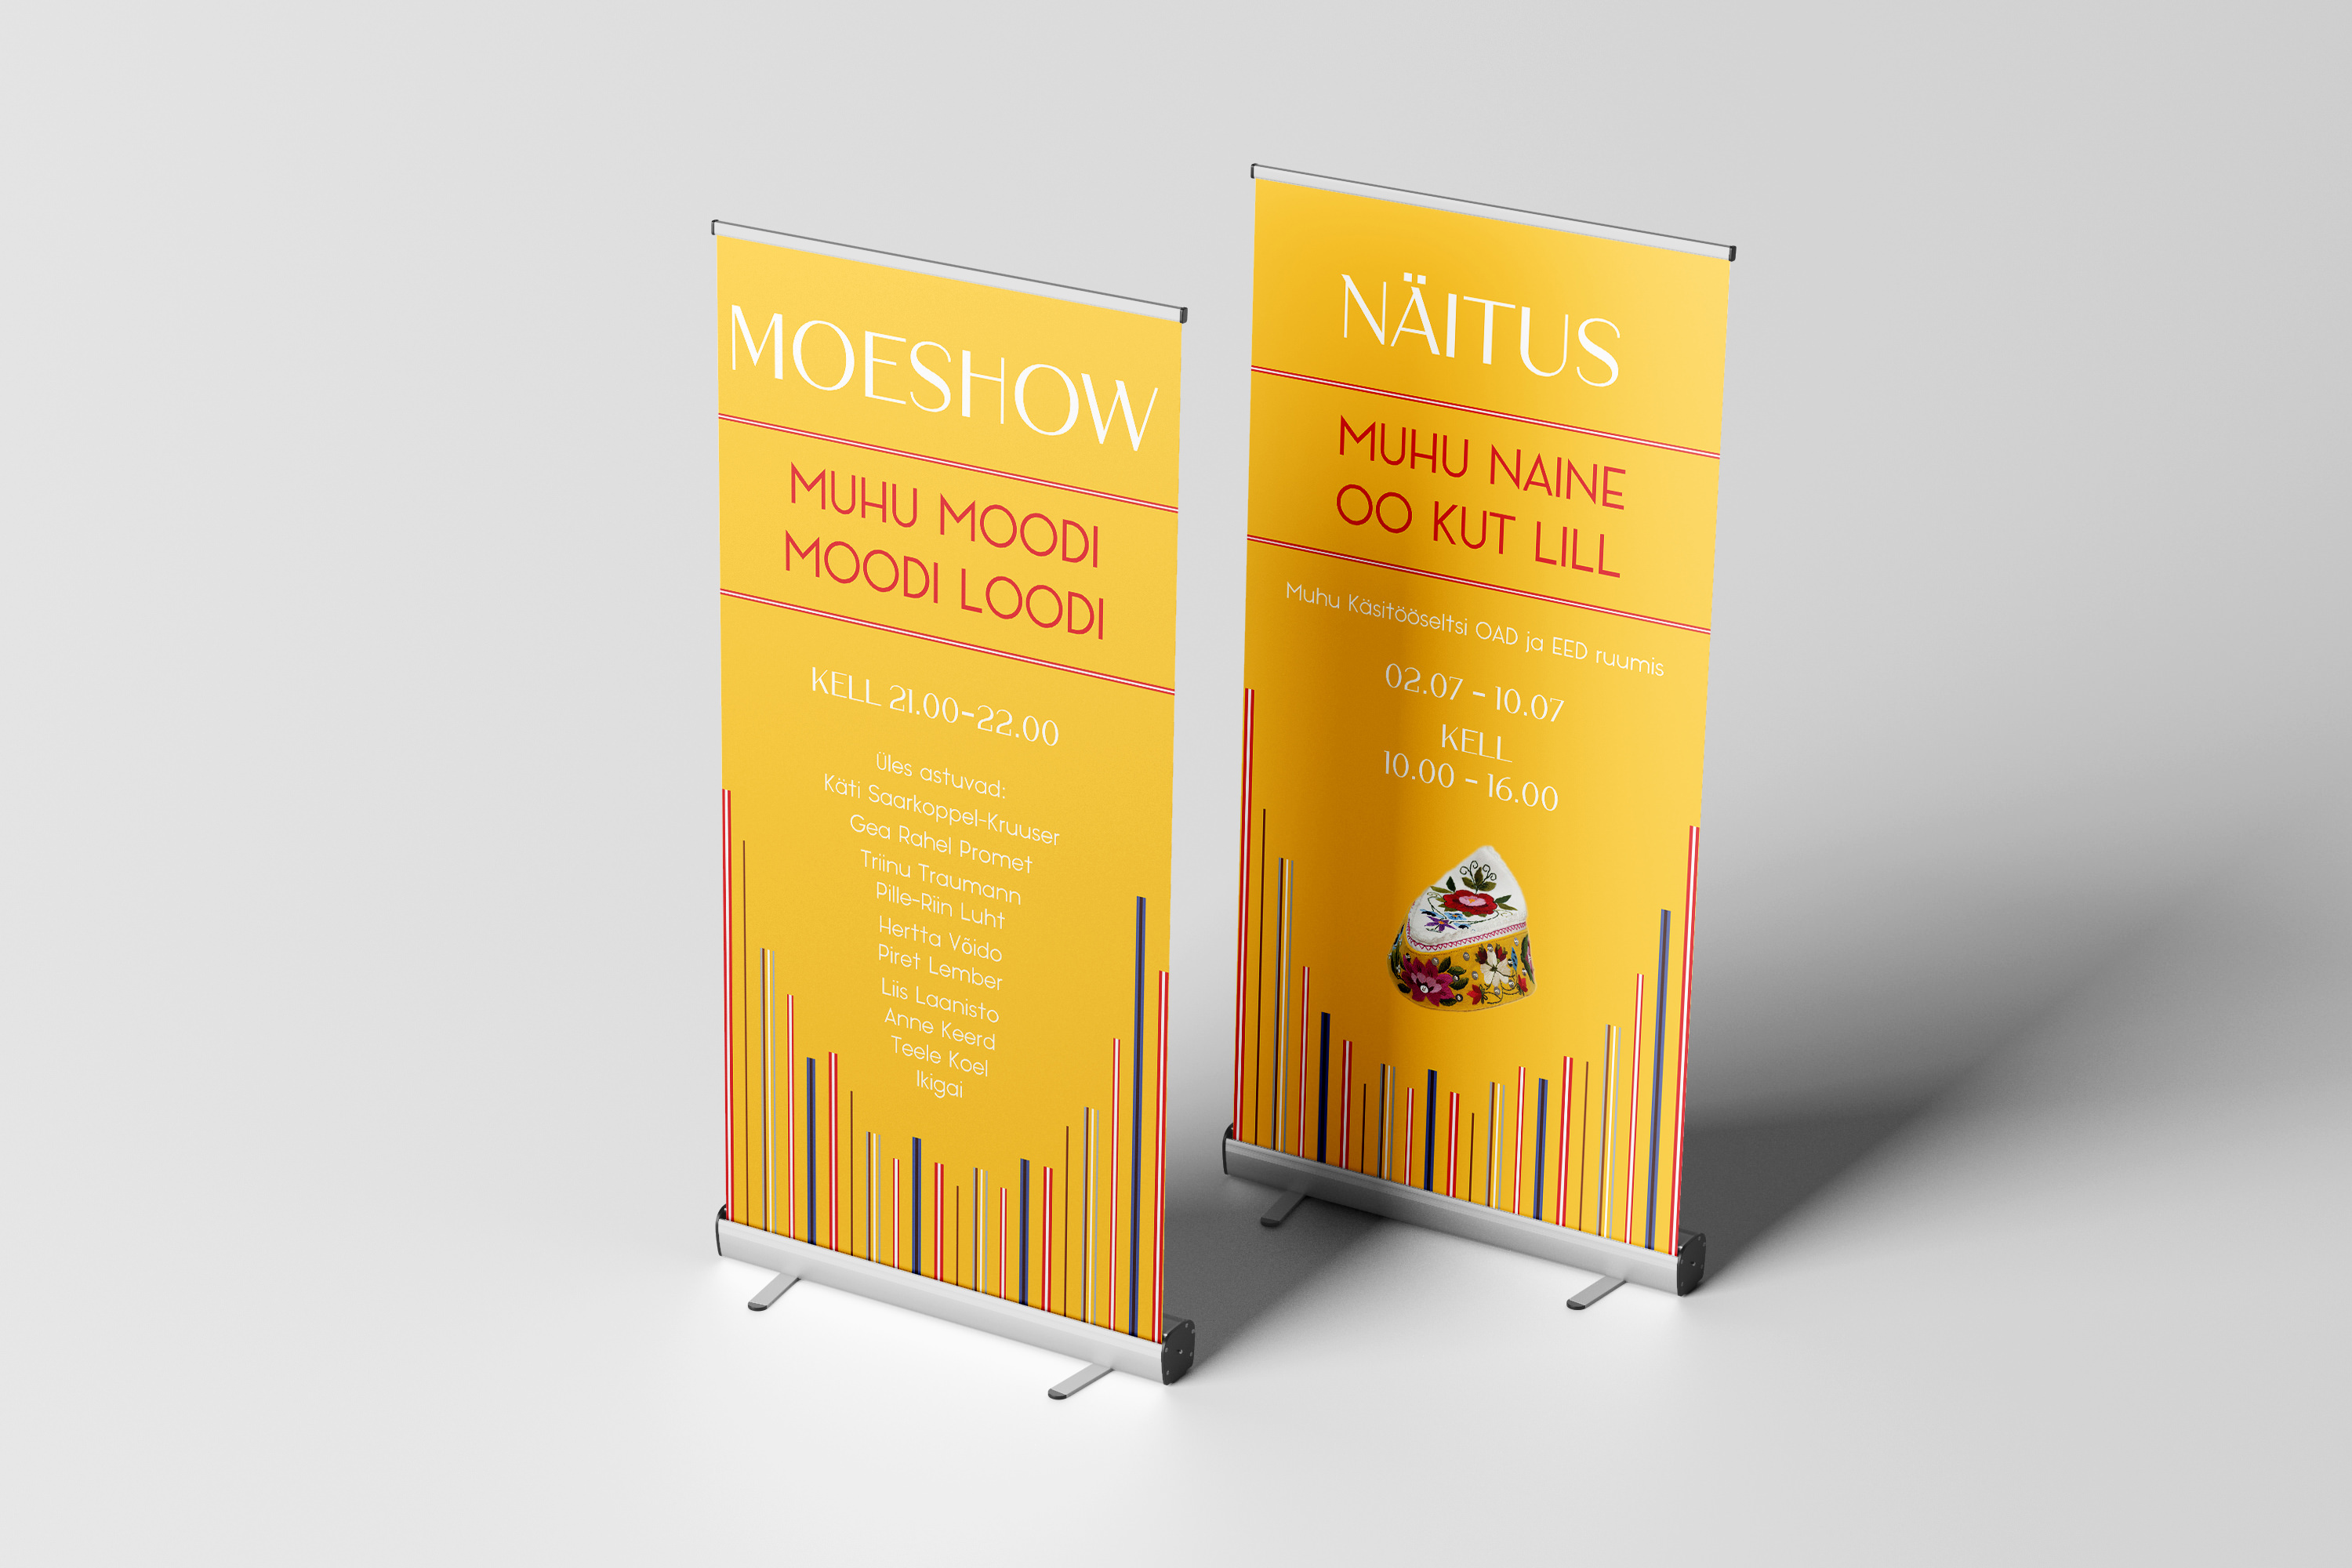 MOESHOW
MUHU MOODI
MOODI LOODI
KELL 21.00-22.00
Üles astuvad:
Käti Saarkoppel-Kruuser
Gea Rahel Promet
Triinu Traumann
Pille-Riin Luht
Hertta Võido
Piret Lember
Liis Laanisto
Anne Keerd
Teele Koel
Ikigai
NÄITUS
MUHU NAINE
OO KUT LILL
Muhu Käsitööseltsi OAD ja EED ruumis
02.07 - 10.07
KELL
10.00 - 16.00